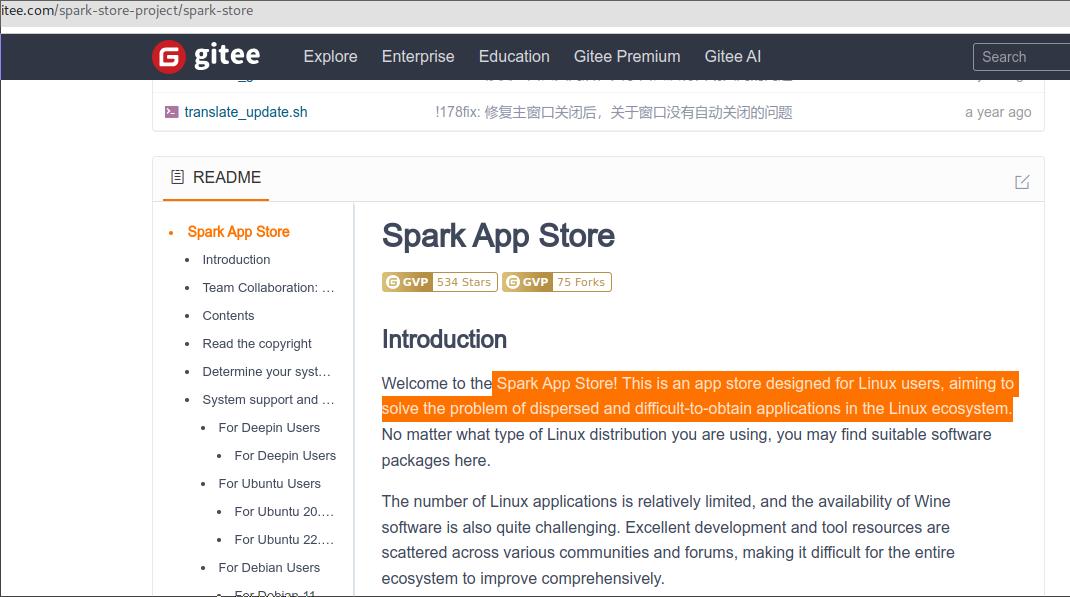 itee.com/spark-store-project/spark-store
gitee Explore Enterprise Education Gitee Premium Gitee AI Search
translate_update.sh !178fix: 修复主窗口关闭后，关于窗口没有自动关闭的问题 a year ago
README
Spark App Store
Introduction
Team Collaboration: …
Contents
Read the copyright
Determine your syst…
System support and …
For Deepin Users
For Deepin Users
For Ubuntu Users
For Ubuntu 20.…
For Ubuntu 22.…
For Debian Users
For Debian 11
Spark App Store
GVP 534 Stars GVP 75 Forks
Introduction
Welcome to the Spark App Store! This is an app store designed for Linux users, aiming to
solve the problem of dispersed and difficult-to-obtain applications in the Linux ecosystem.
No matter what type of Linux distribution you are using, you may find suitable software
packages here.
The number of Linux applications is relatively limited, and the availability of Wine
software is also quite challenging. Excellent development and tool resources are
scattered across various communities and forums, making it difficult for the entire
ecosystem to improve comprehensively.